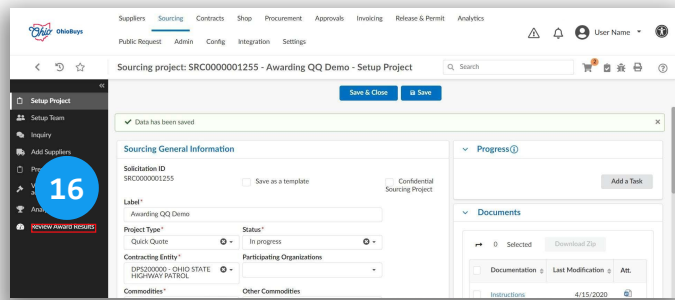 Suppliers Sourcing Contracts Shop Procurement Approvals Invoicing Release & Permit Analytics
Ohio OhioBuys
User Name
Public Request Admin Config Integration Settings
Sourcing project: SRC0000001255 - Awarding QQ Demo - Setup Project
Search
2
Save & Close Save
Setup Project
Setup Team
Inquiry
Add Suppliers
16
Review Award Results
Data has been saved
Sourcing General Information
Solicitation ID
SRC0000001255
Save as a template
Confidential
Sourcing Project
Label*
Awarding QQ Demo
Project Type* Status*
Quick Quote In progress
Contracting Entity* Participating Organizations
DPS200000 - OHIO STATE
HIGHWAY PATROL
Commodities* Other Commodities
Progress
Add a Task
Documents
0 Selected Download Zip
Documentation Last Modification Att.
Instructions 4/15/2020